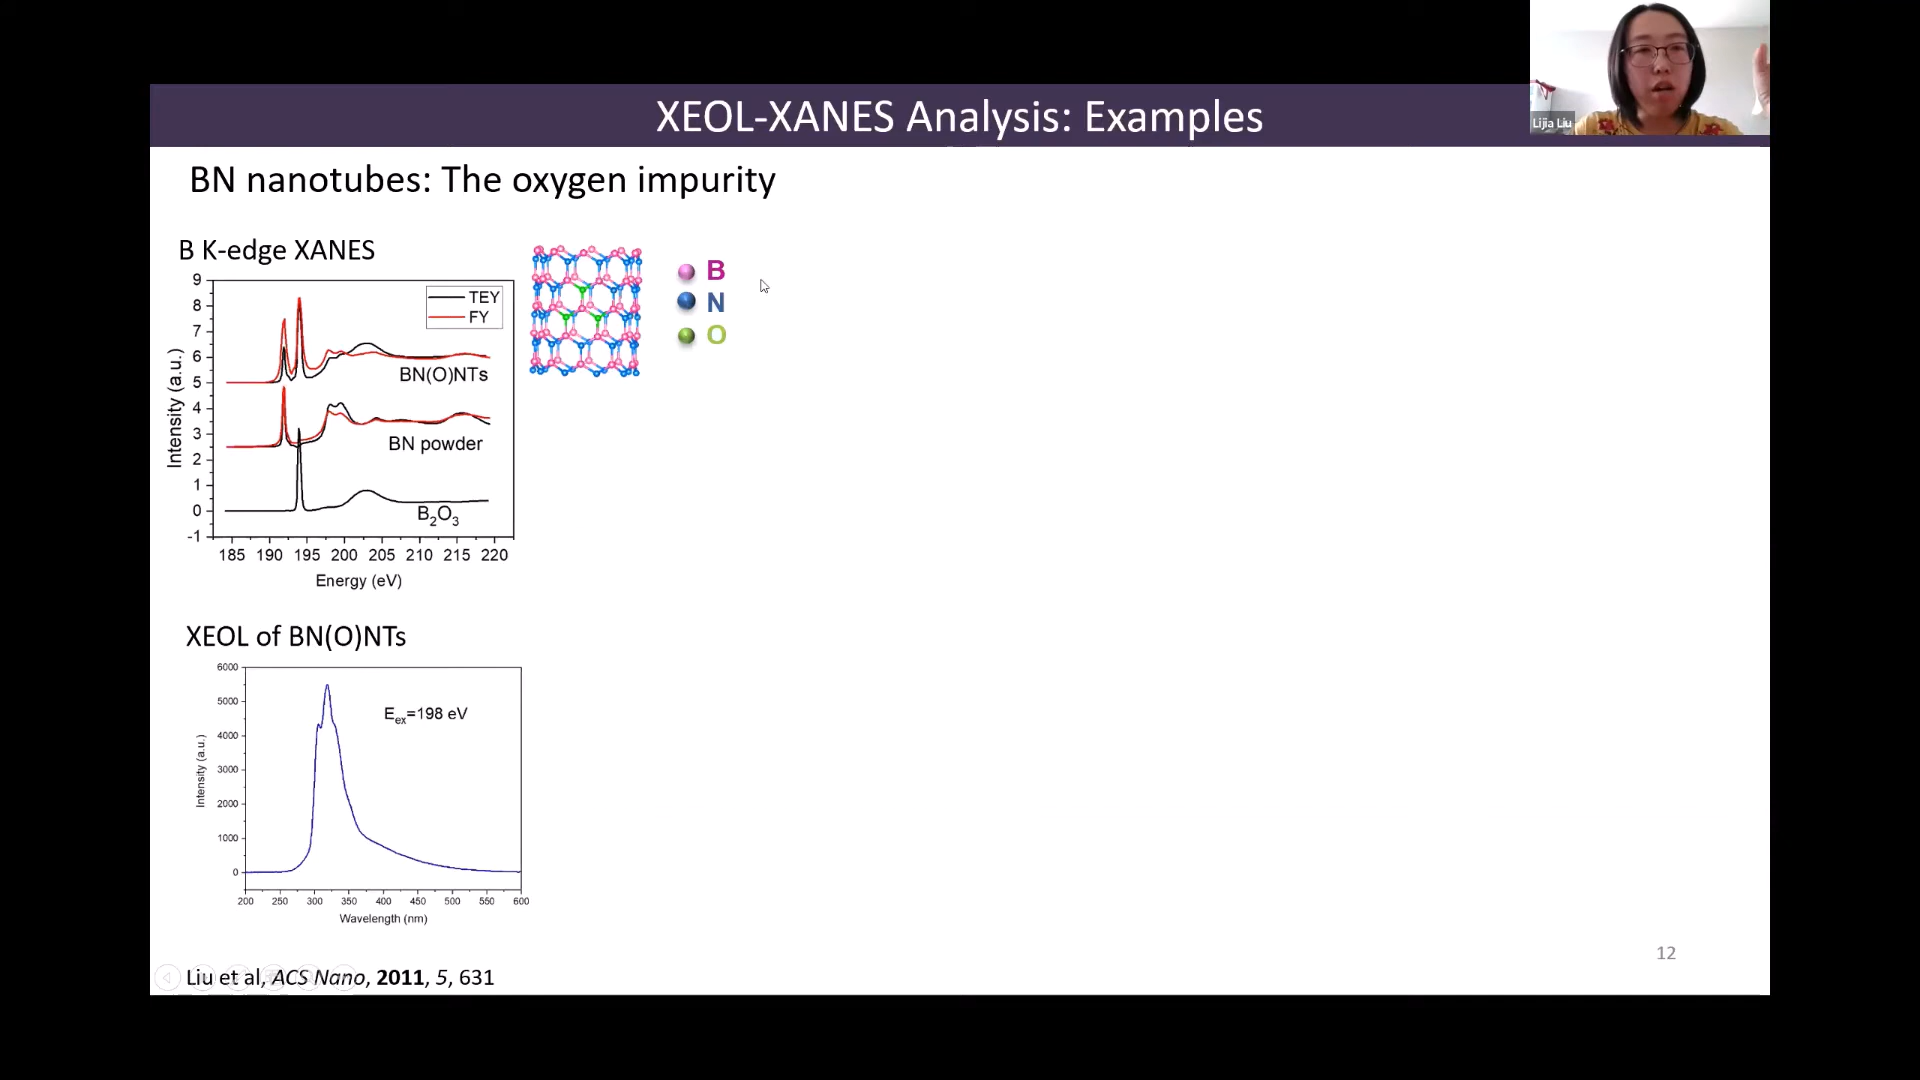 XEOL-XANES Analysis: Examples
Lijia Liu
BN nanotubes: The oxygen impurity
B K-edge XANES
9
8
7
6
5
4
3
2
1
0
-1
Intensity (a.u.)
TEY
FY
BN(O)NTs
BN powder
B₂O₃
185 190 195 200 205 210 215 220
Energy (eV)
B
N
O
XEOL of BN(O)NTs
6000
5000
4000
3000
2000
1000
0
Intensity (a.u.)
Eₑₓ=198 eV
200 250 300 350 400 450 500 550 600
Wavelength (nm)
12
Liu et al, ACS Nano, 2011, 5, 631